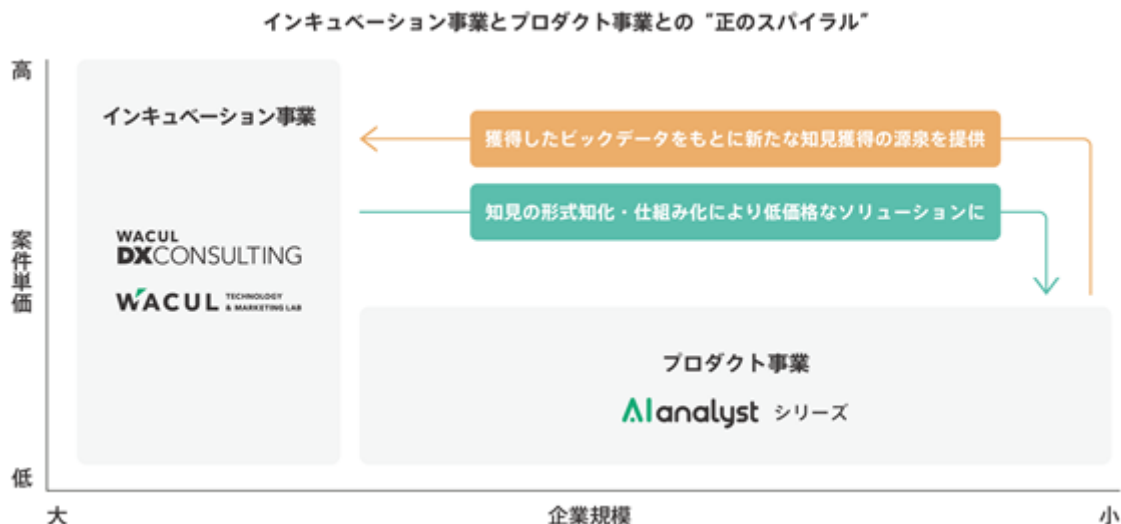 インキュベーション事業とプロダクト事業との “正のスパイラル”
高
インキュベーション事業
獲得したビックデータをもとに新たな知見獲得の源泉を提供
知見の形式知化・仕組み化により低価格なソリューションに
WACUL
DXCONSULTING
WACUL TECHNOLOGY
& MARKETING LAB
案件単価
プロダクト事業
AI analyst シリーズ
低
大 企業規模 小